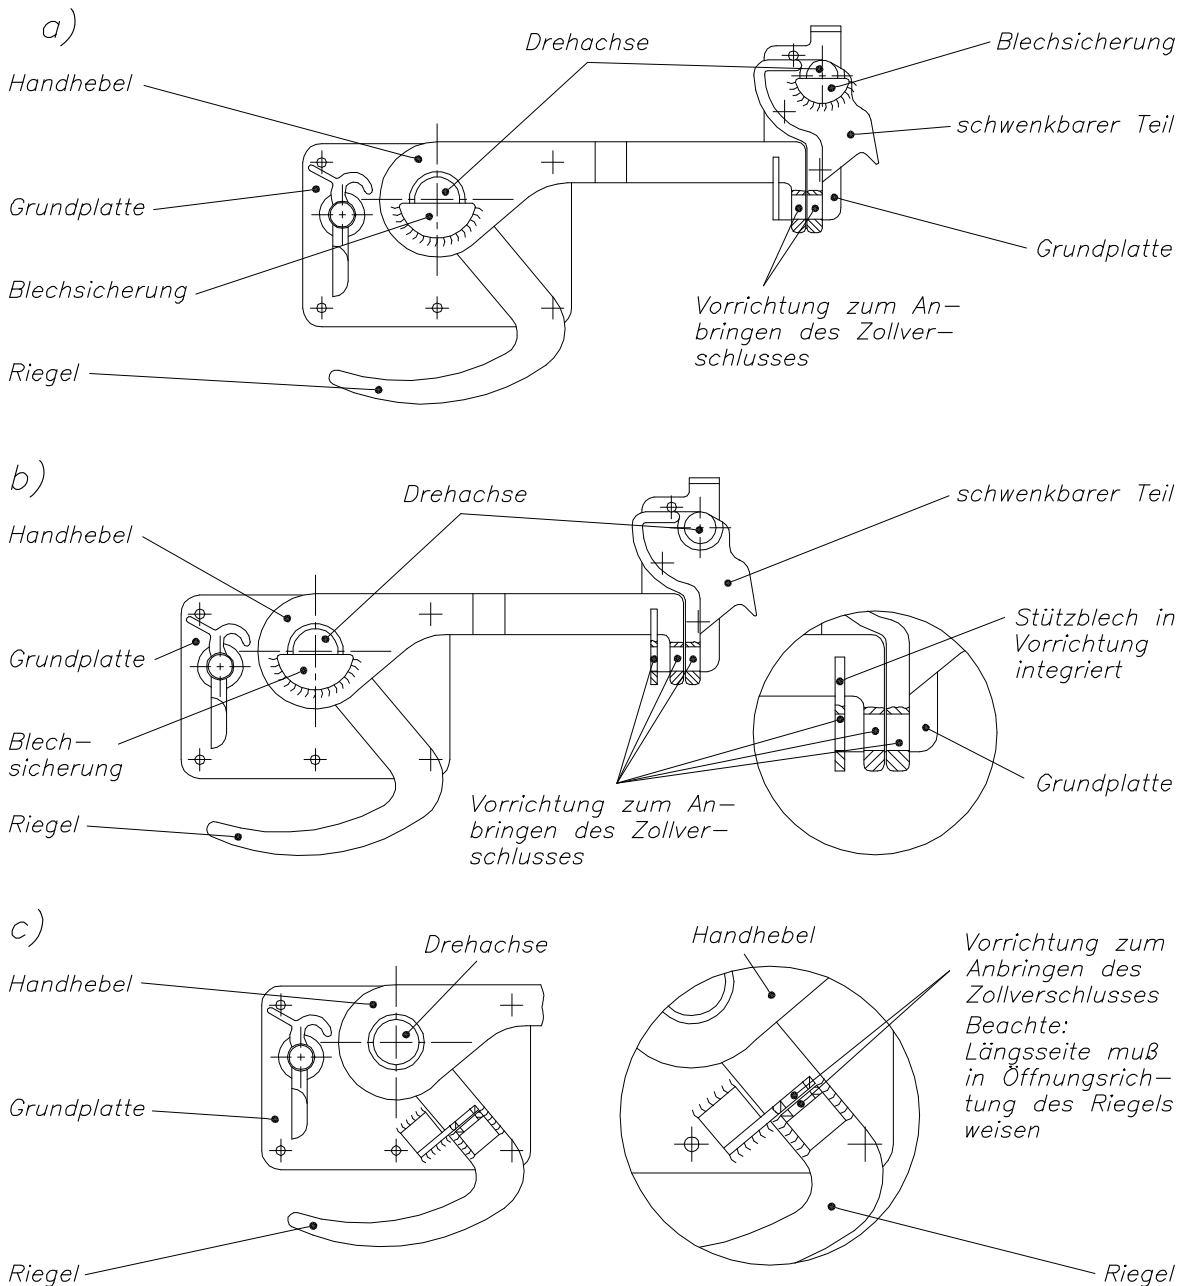 a)
Drehachse
Blechsicherung
Handhebel
schwenkbarer Teil
Grundplatte
Grundplatte
Blechsicherung
Vorrichtung zum An–
bringen des Zollver–
schlusses
Riegel
b)
Drehachse
schwenkbarer Teil
Handhebel
Stützblech in
Vorrichtung
integriert
Grundplatte
Blech–
sicherung
Grundplatte
Vorrichtung zum An–
bringen des Zollver–
schlusses
Riegel
c)
Drehachse
Handhebel
Vorrichtung zum
Anbringen des
Zollverschlusses
Beachte:
Längsseite muß
in Öffnungsrich–
tung des Riegels
weisen
Handhebel
Grundplatte
Riegel
Riegel